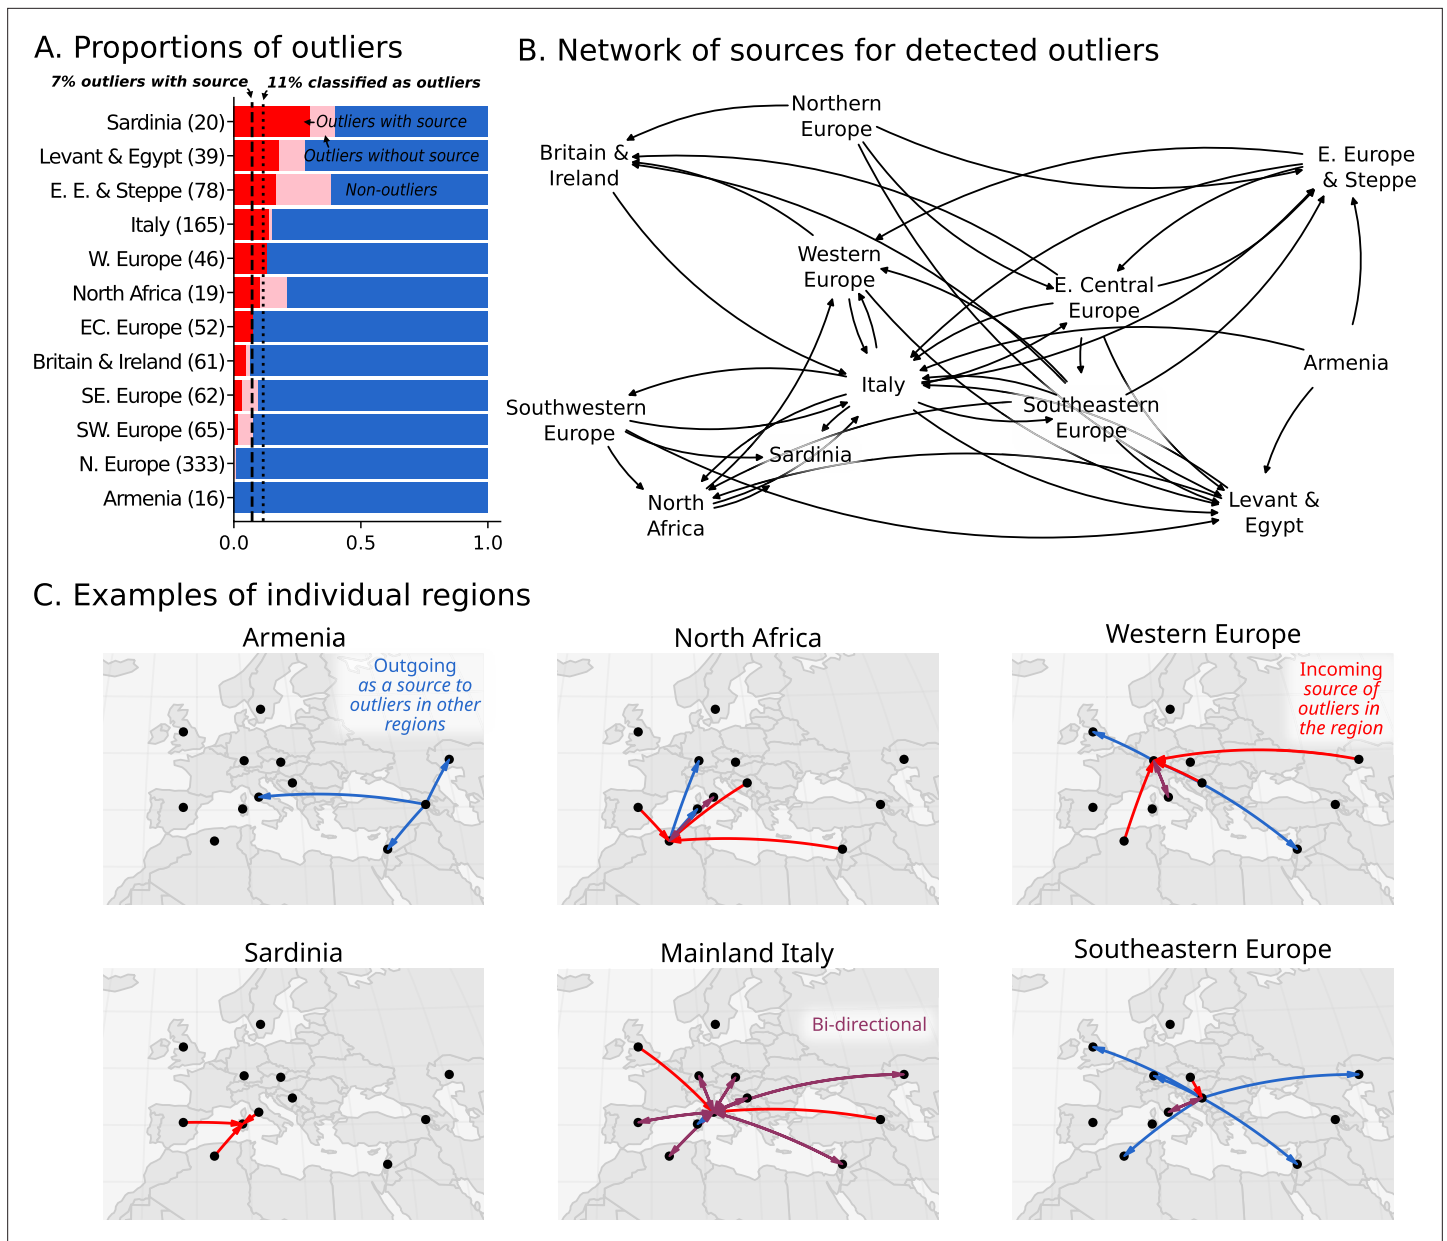 A. Proportions of outliers
7% outliers with source
11% classified as outliers
Sardinia (20)
Levant & Egypt (39)
E. E. & Steppe (78)
Italy (165)
W. Europe (46)
North Africa (19)
EC. Europe (52)
Britain & Ireland (61)
SE. Europe (62)
SW. Europe (65)
N. Europe (333)
Armenia (16)
Outliers with source
Outliers without source
Non-outliers
0.0
0.5
1.0
B. Network of sources for detected outliers
Northern
Europe
Britain &
Ireland
E. Europe
& Steppe
Western
Europe
E. Central
Europe
Armenia
Italy
Southwestern
Europe
Southeastern
Europe
Sardinia
North
Africa
Levant &
Egypt
C. Examples of individual regions
Armenia
Outgoing
as a source to
outliers in other
regions
North Africa
Western Europe
Incoming
source of
outliers in
the region
Sardinia
Mainland Italy
Bi-directional
Southeastern Europe